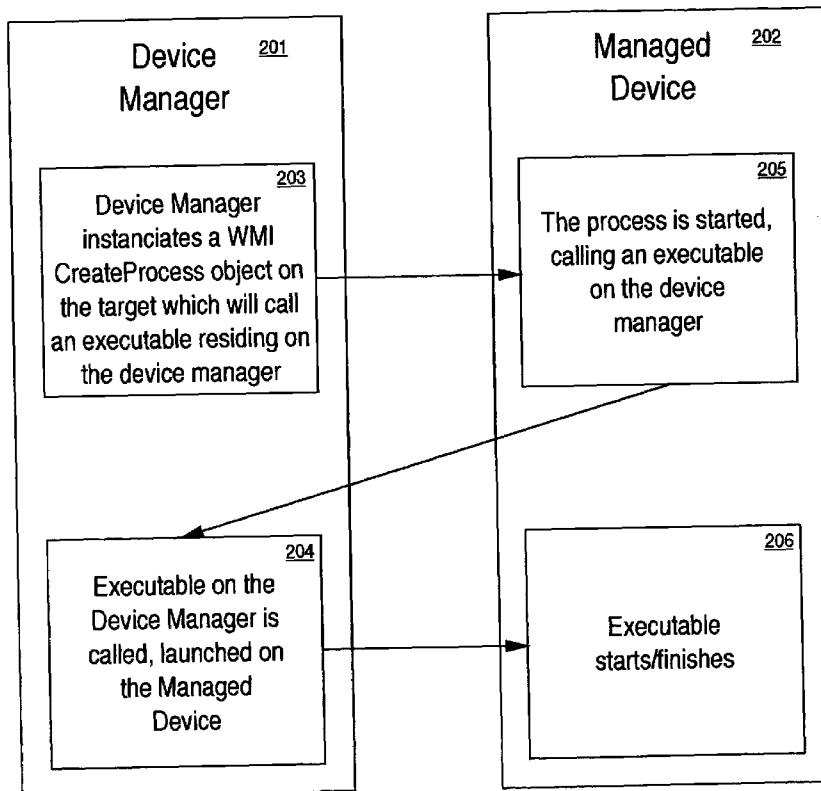 Device
Manager
201
203
Device Manager
instanciates a WMI
CreateProcess object on
the target which will call
an executable residing on
the device manager
204
Executable on the
Device Manager is
called, launched on
the Managed
Device
Managed
Device
202
205
The process is started,
calling an executable
on the device
manager
206
Executable
starts/finishes